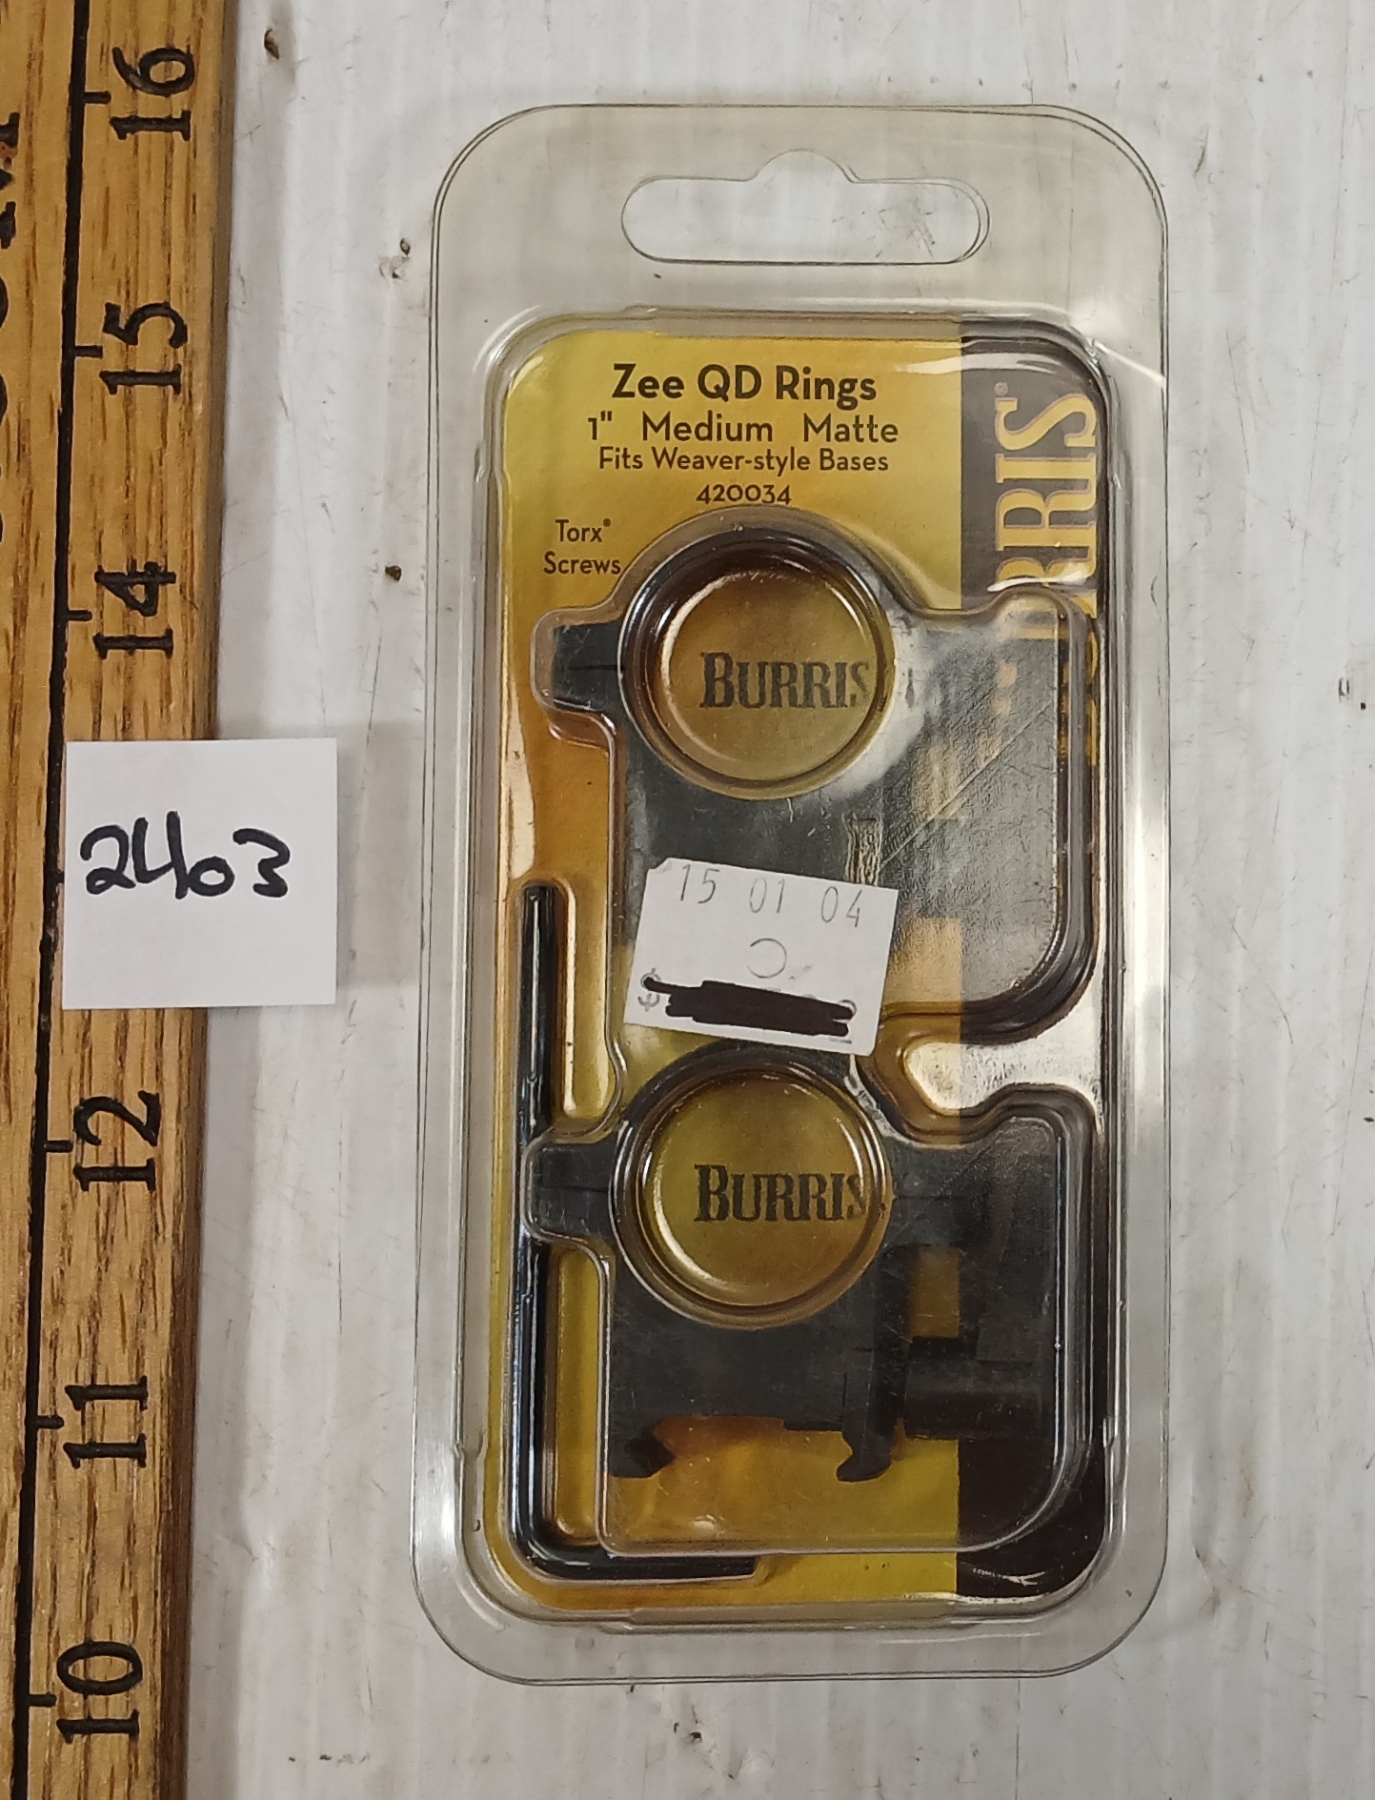 16
15
14
12
11
10
2403
Zee QD Rings
1" Medium Matte
Fits Weaver-style Bases
420034
Torx®
Screws
BURRIS
15 01 04
$
BURRIS